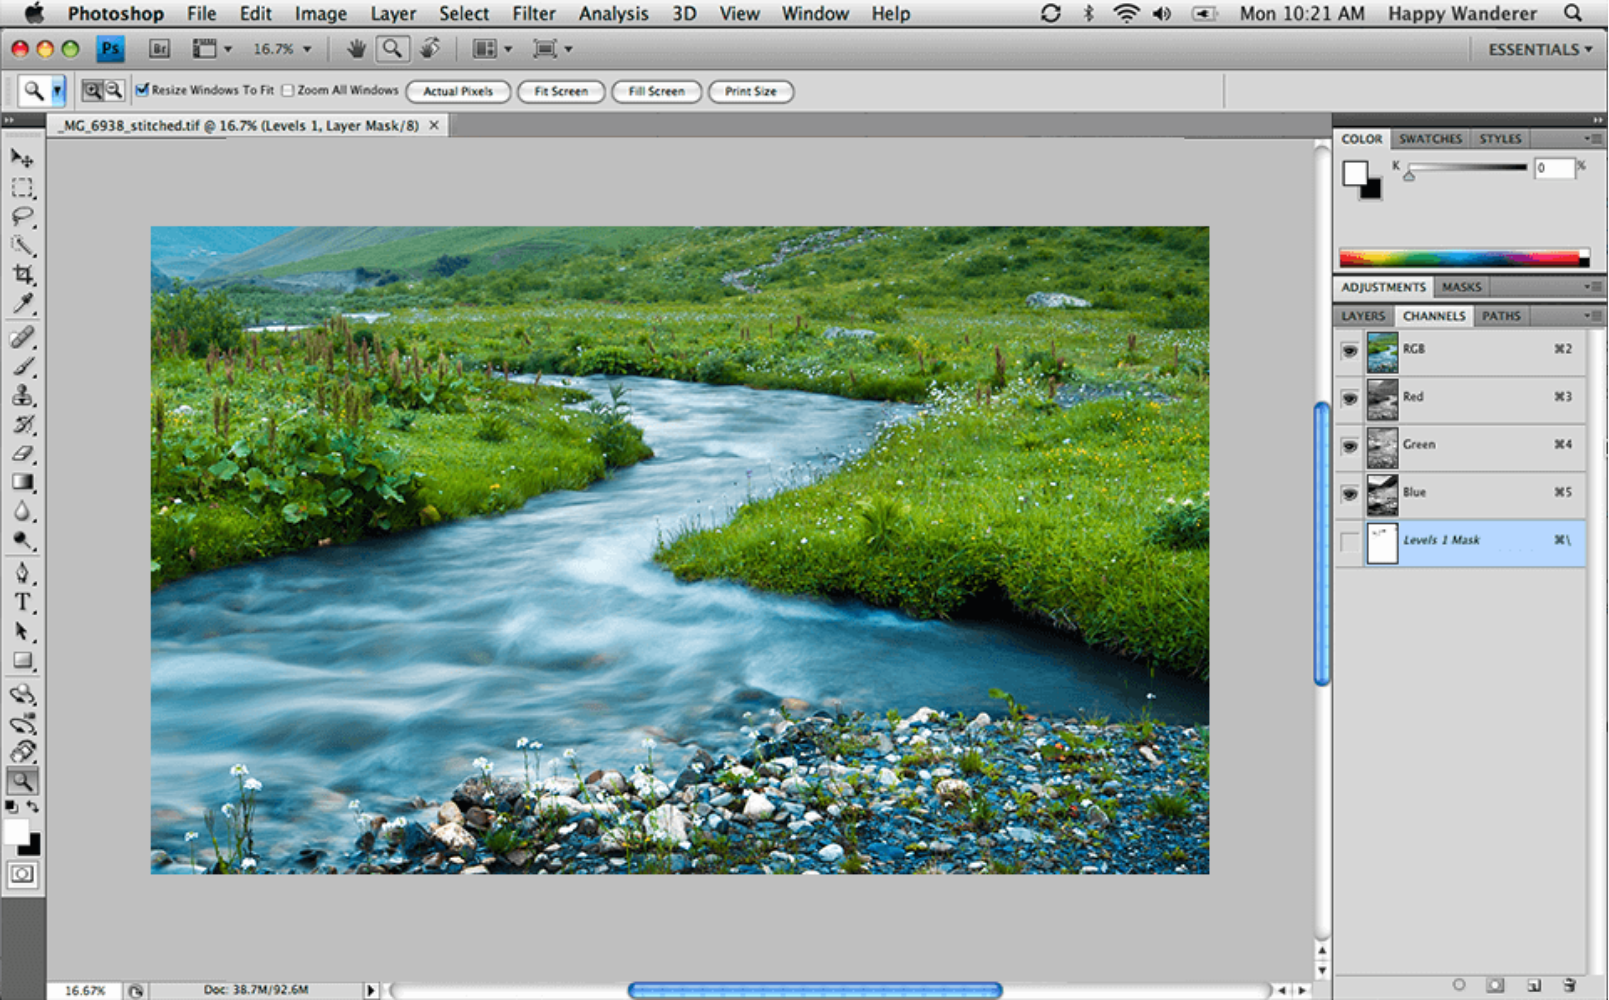 Photoshop File Edit Image Layer Select Filter Analysis 3D View Window Help Mon 10:21 AM Happy Wanderer
Ps Br 16.7% ESSENTIALS
Resize Windows To Fit Zoom All Windows Actual Pixels Fit Screen Fill Screen Print Size
_MG_6938_stitched.tif @ 16.7% (Levels 1, Layer Mask/8)
COLOR SWATCHES STYLES
K 0 %
ADJUSTMENTS MASKS
LAYERS CHANNELS PATHS
RGB ⌘2
Red ⌘3
Green ⌘4
Blue ⌘5
Levels 1 Mask ⌘\
T
16.67% Doc: 38.7M/92.6M